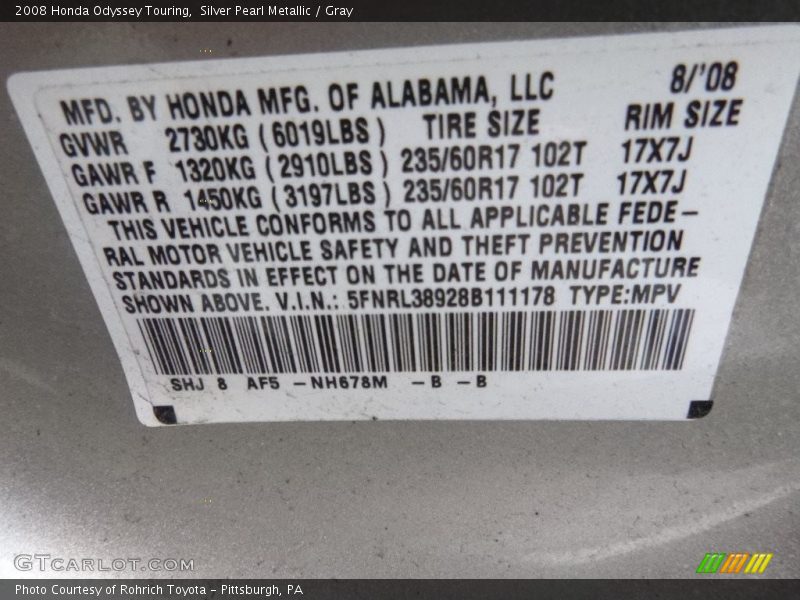 2008 Honda Odyssey Touring, Silver Pearl Metallic / Gray
MFD. BY HONDA MFG. OF ALABAMA, LLC 8/'08
GVWR 2730KG (6019LBS) TIRE SIZE RIM SIZE
GAWR F 1320KG (2910LBS) 235/60R17 102T 17X7J
GAWR R 1450KG (3197LBS) 235/60R17 102T 17X7J
THIS VEHICLE CONFORMS TO ALL APPLICABLE FEDE-
RAL MOTOR VEHICLE SAFETY AND THEFT PREVENTION
STANDARDS IN EFFECT ON THE DATE OF MANUFACTURE
SHOWN ABOVE. V.I.N.: 5FNRL38928B111178 TYPE:MPV
SHJ 8 AF5 -NH678M -B -B
GTCarLot.com
Photo Courtesy of Rohrich Toyota - Pittsburgh, PA